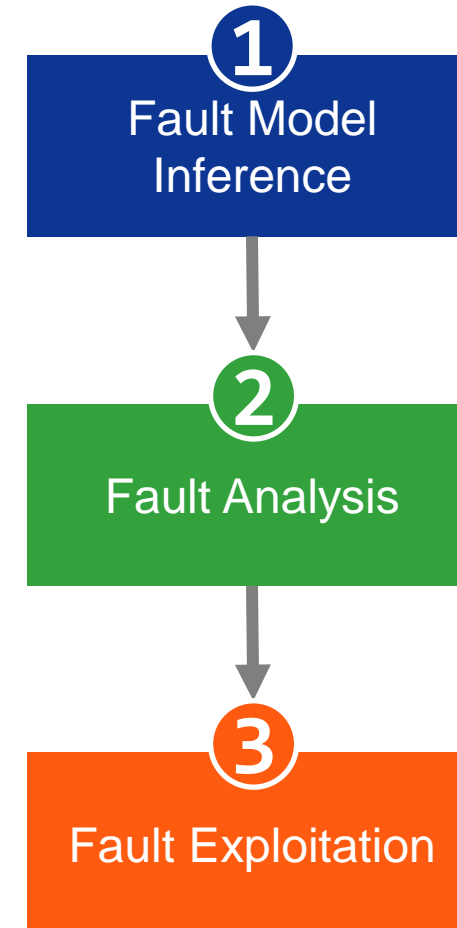 1
Fault Model
Inference
2
Fault Analysis
3
Fault Exploitation